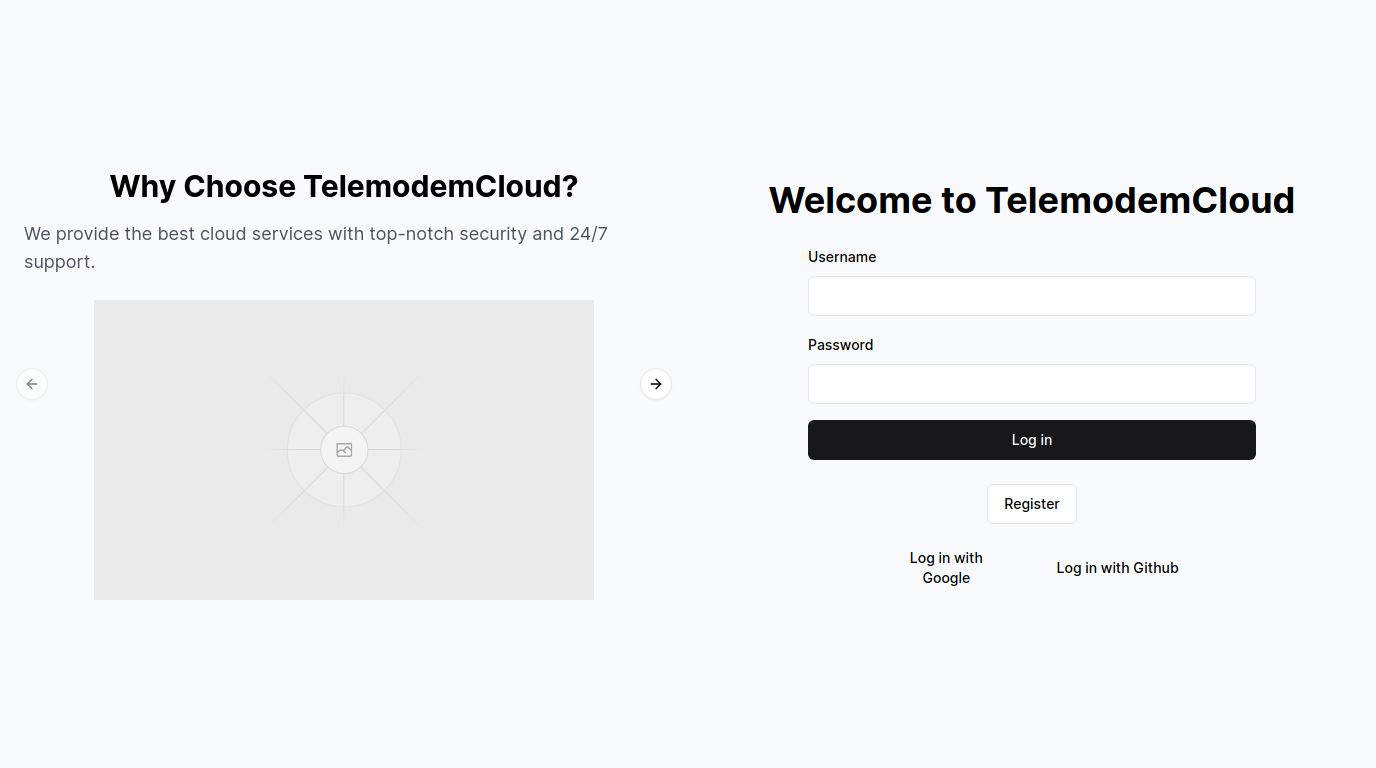 Why Choose TelemodemCloud?
We provide the best cloud services with top-notch security and 24/7
support.
Welcome to TelemodemCloud
Username
Password
Log in
Register
Log in with
Google
Log in with Github